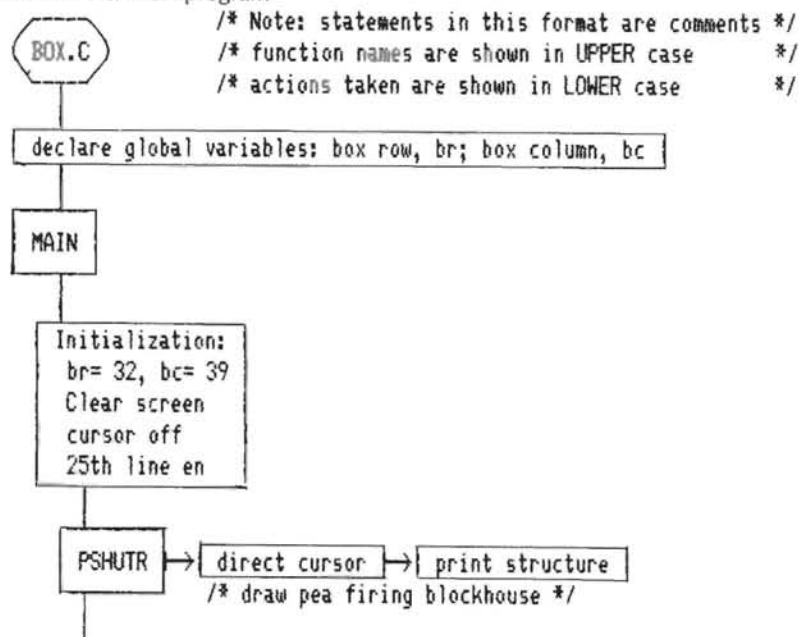 program.
/* Note: statements in this format are comments */
BOX.C
/* function names are shown in UPPER case */
/* actions taken are shown in LOWER case */
declare global variables: box row, br; box column, bc
MAIN
Initialization:
br= 32, bc= 39
Clear screen
cursor off
25th line en
PSHUTR → direct cursor → print structure
/* draw pea firing blockhouse */